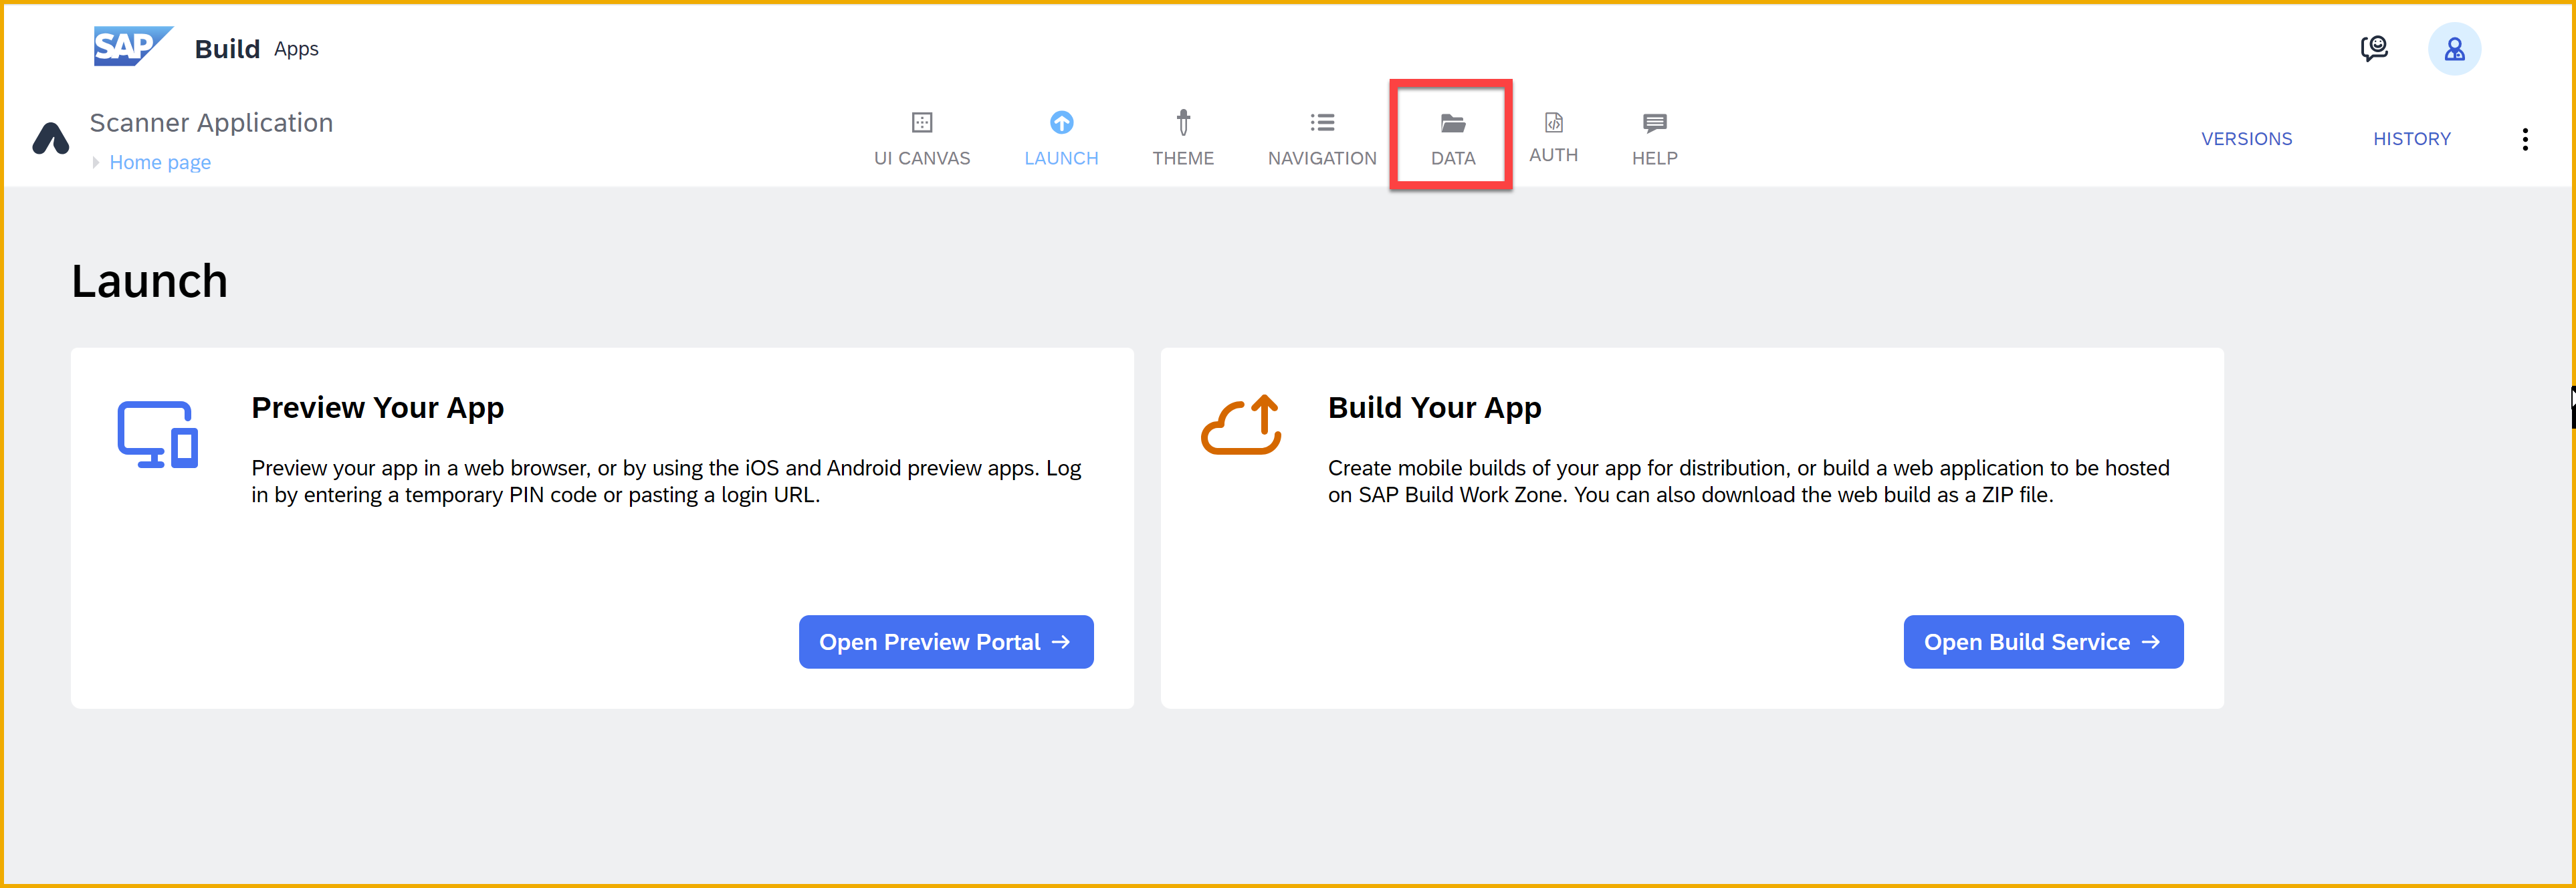 SAP Build Apps
Scanner Application
Home page
UI CANVAS
LAUNCH
THEME
NAVIGATION
DATA
AUTH
HELP
VERSIONS
HISTORY
Launch
Preview Your App
Preview your app in a web browser, or by using the iOS and Android preview apps. Log
in by entering a temporary PIN code or pasting a login URL.
Open Preview Portal →
Build Your App
Create mobile builds of your app for distribution, or build a web application to be hosted
on SAP Build Work Zone. You can also download the web build as a ZIP file.
Open Build Service →